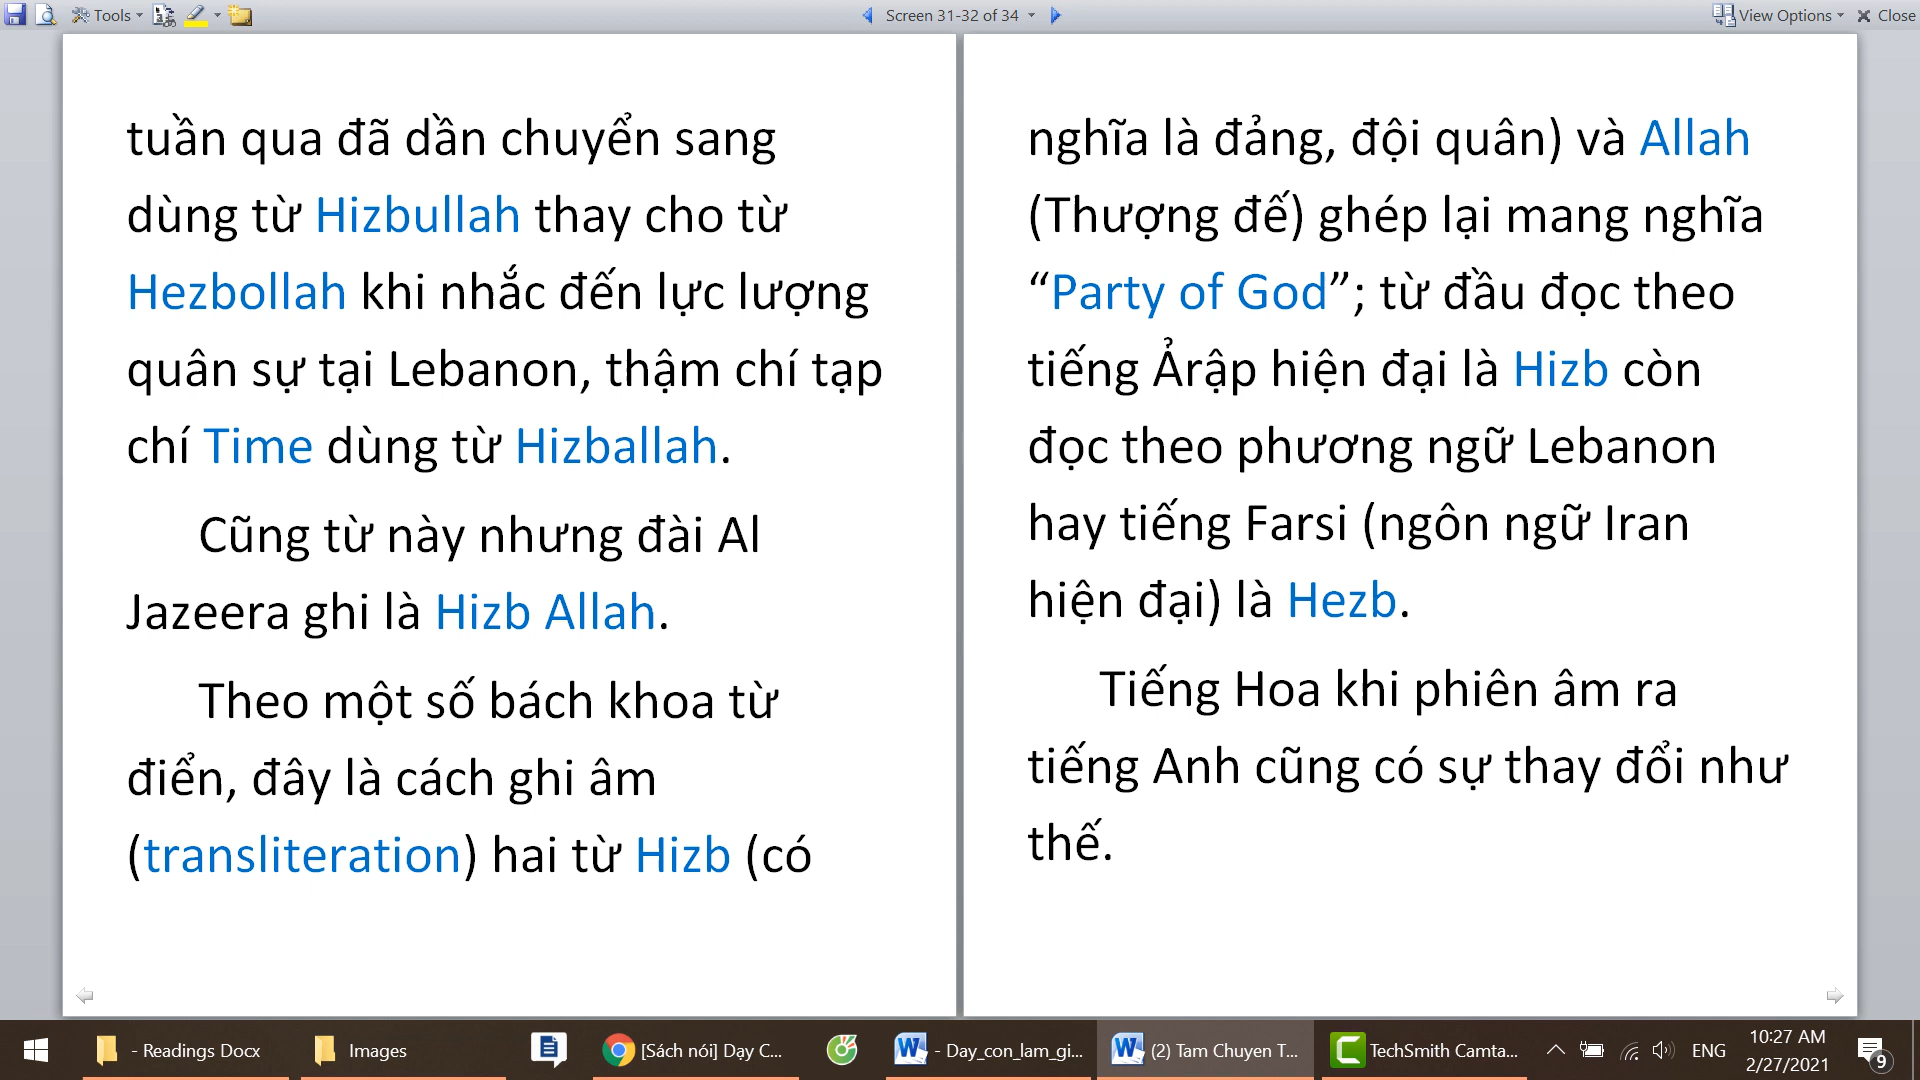 Tools
Screen 31-32 of 34
View Options
Close
tuần qua đã dần chuyển sang
dùng từ Hizbullah thay cho từ
Hezbollah khi nhắc đến lực lượng
quân sự tại Lebanon, thậm chí tạp
chí Time dùng từ Hizballah.
Cũng từ này nhưng đài Al
Jazeera ghi là Hizb Allah.
Theo một số bách khoa từ
điển, đây là cách ghi âm
(transliteration) hai từ Hizb (có
nghĩa là đảng, đội quân) và Allah
(Thượng đế) ghép lại mang nghĩa
“Party of God”; từ đầu đọc theo
tiếng Ảrập hiện đại là Hizb còn
đọc theo phương ngữ Lebanon
hay tiếng Farsi (ngôn ngữ Iran
hiện đại) là Hezb.
Tiếng Hoa khi phiên âm ra
tiếng Anh cũng có sự thay đổi như
thế.
- Readings Docx
Images
[Sách nói] Dạy C...
- Day_con_lam_gi...
(2) Tam Chuyen T...
TechSmith Camta...
ENG
10:27 AM
2/27/2021
9